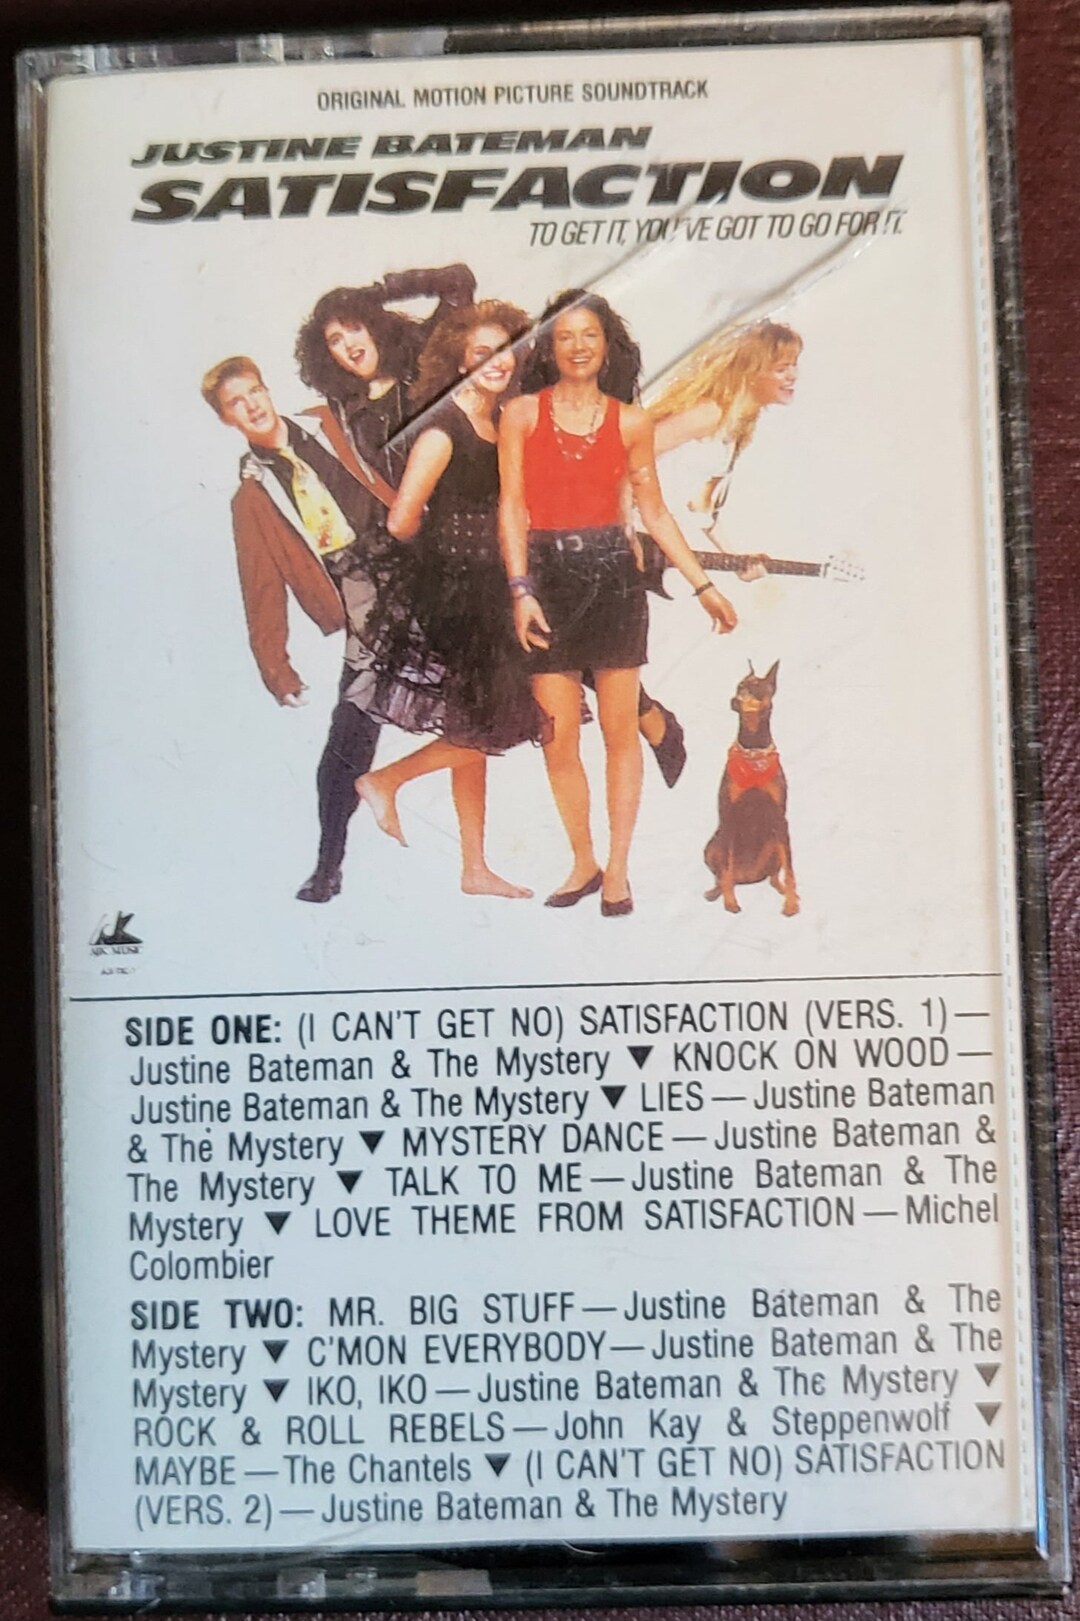 ORIGINAL MOTION PICTURE SOUNDTRACK
JUSTINE BATEMAN
SATISFACTION
TO GET IT, YOU'VE GOT TO GO FOR IT.
AJK MUSIC
SIDE ONE: (I CAN'T GET NO) SATISFACTION (VERS. 1)—
Justine Bateman & The Mystery ▼ KNOCK ON WOOD—
Justine Bateman & The Mystery ▼ LIES—Justine Bateman
& The Mystery ▼ MYSTERY DANCE—Justine Bateman &
The Mystery ▼ TALK TO ME—Justine Bateman & The
Mystery ▼ LOVE THEME FROM SATISFACTION—Michel
Colombier
SIDE TWO: MR. BIG STUFF—Justine Bateman & The
Mystery ▼ C'MON EVERYBODY—Justine Bateman & The
Mystery ▼ IKO, IKO—Justine Bateman & The Mystery ▼
ROCK & ROLL REBELS—John Kay & Steppenwolf ▼
MAYBE—The Chantels ▼ (I CAN'T GET NO) SATISFACTION
(VERS. 2)—Justine Bateman & The Mystery